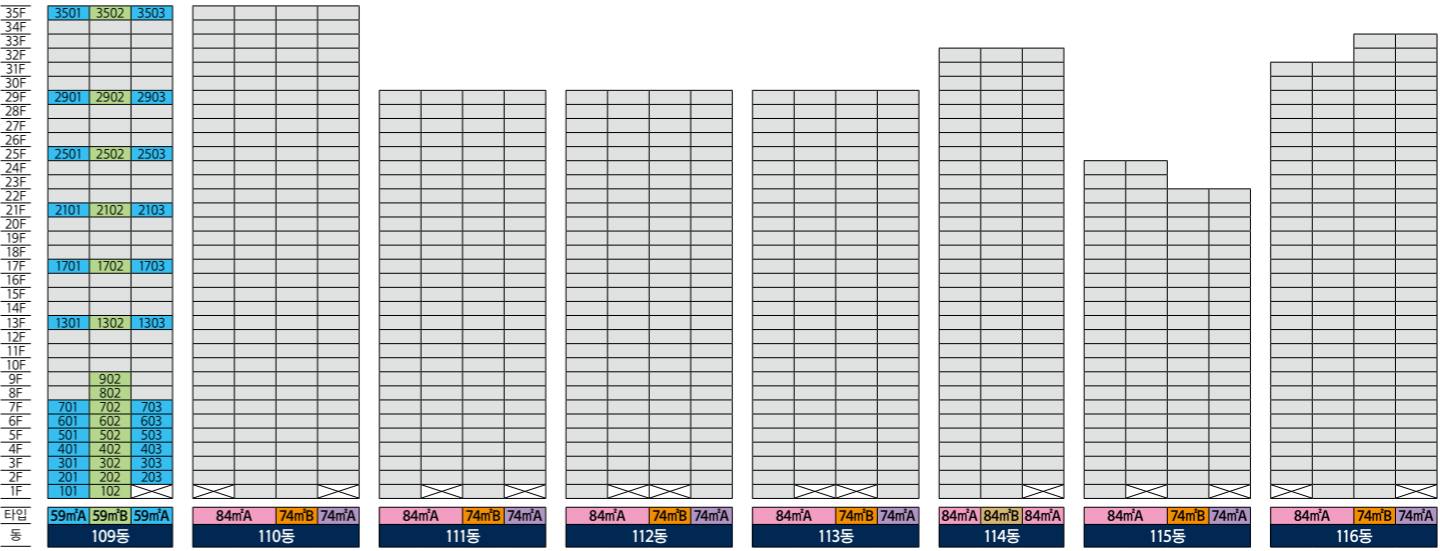 35F 3501 3502 3503
34F
33F
32F
31F
30F
29F 2901 2902 2903
28F
27F
26F
25F 2501 2502 2503
24F
23F
22F
21F 2101 2102 2103
20F
19F
18F
17F 1701 1702 1703
16F
15F
14F
13F 1301 1302 1303
12F
11F
10F
9F 902
8F 802
7F 701 702 703
6F 601 602 603
5F 501 502 503
4F 401 402 403
3F 301 302 303
2F 201 202 203
1F 101 102
타입 59㎡A 59㎡B 59㎡A 84㎡A 74㎡B 74㎡A 84㎡A 74㎡B 74㎡A 84㎡A 74㎡B 74㎡A 84㎡A 74㎡B 74㎡A 84㎡A 84㎡B 84㎡A 84㎡A 74㎡B 74㎡A 84㎡A 74㎡B 74㎡A
동 109동 110동 111동 112동 113동 114동 115동 116동